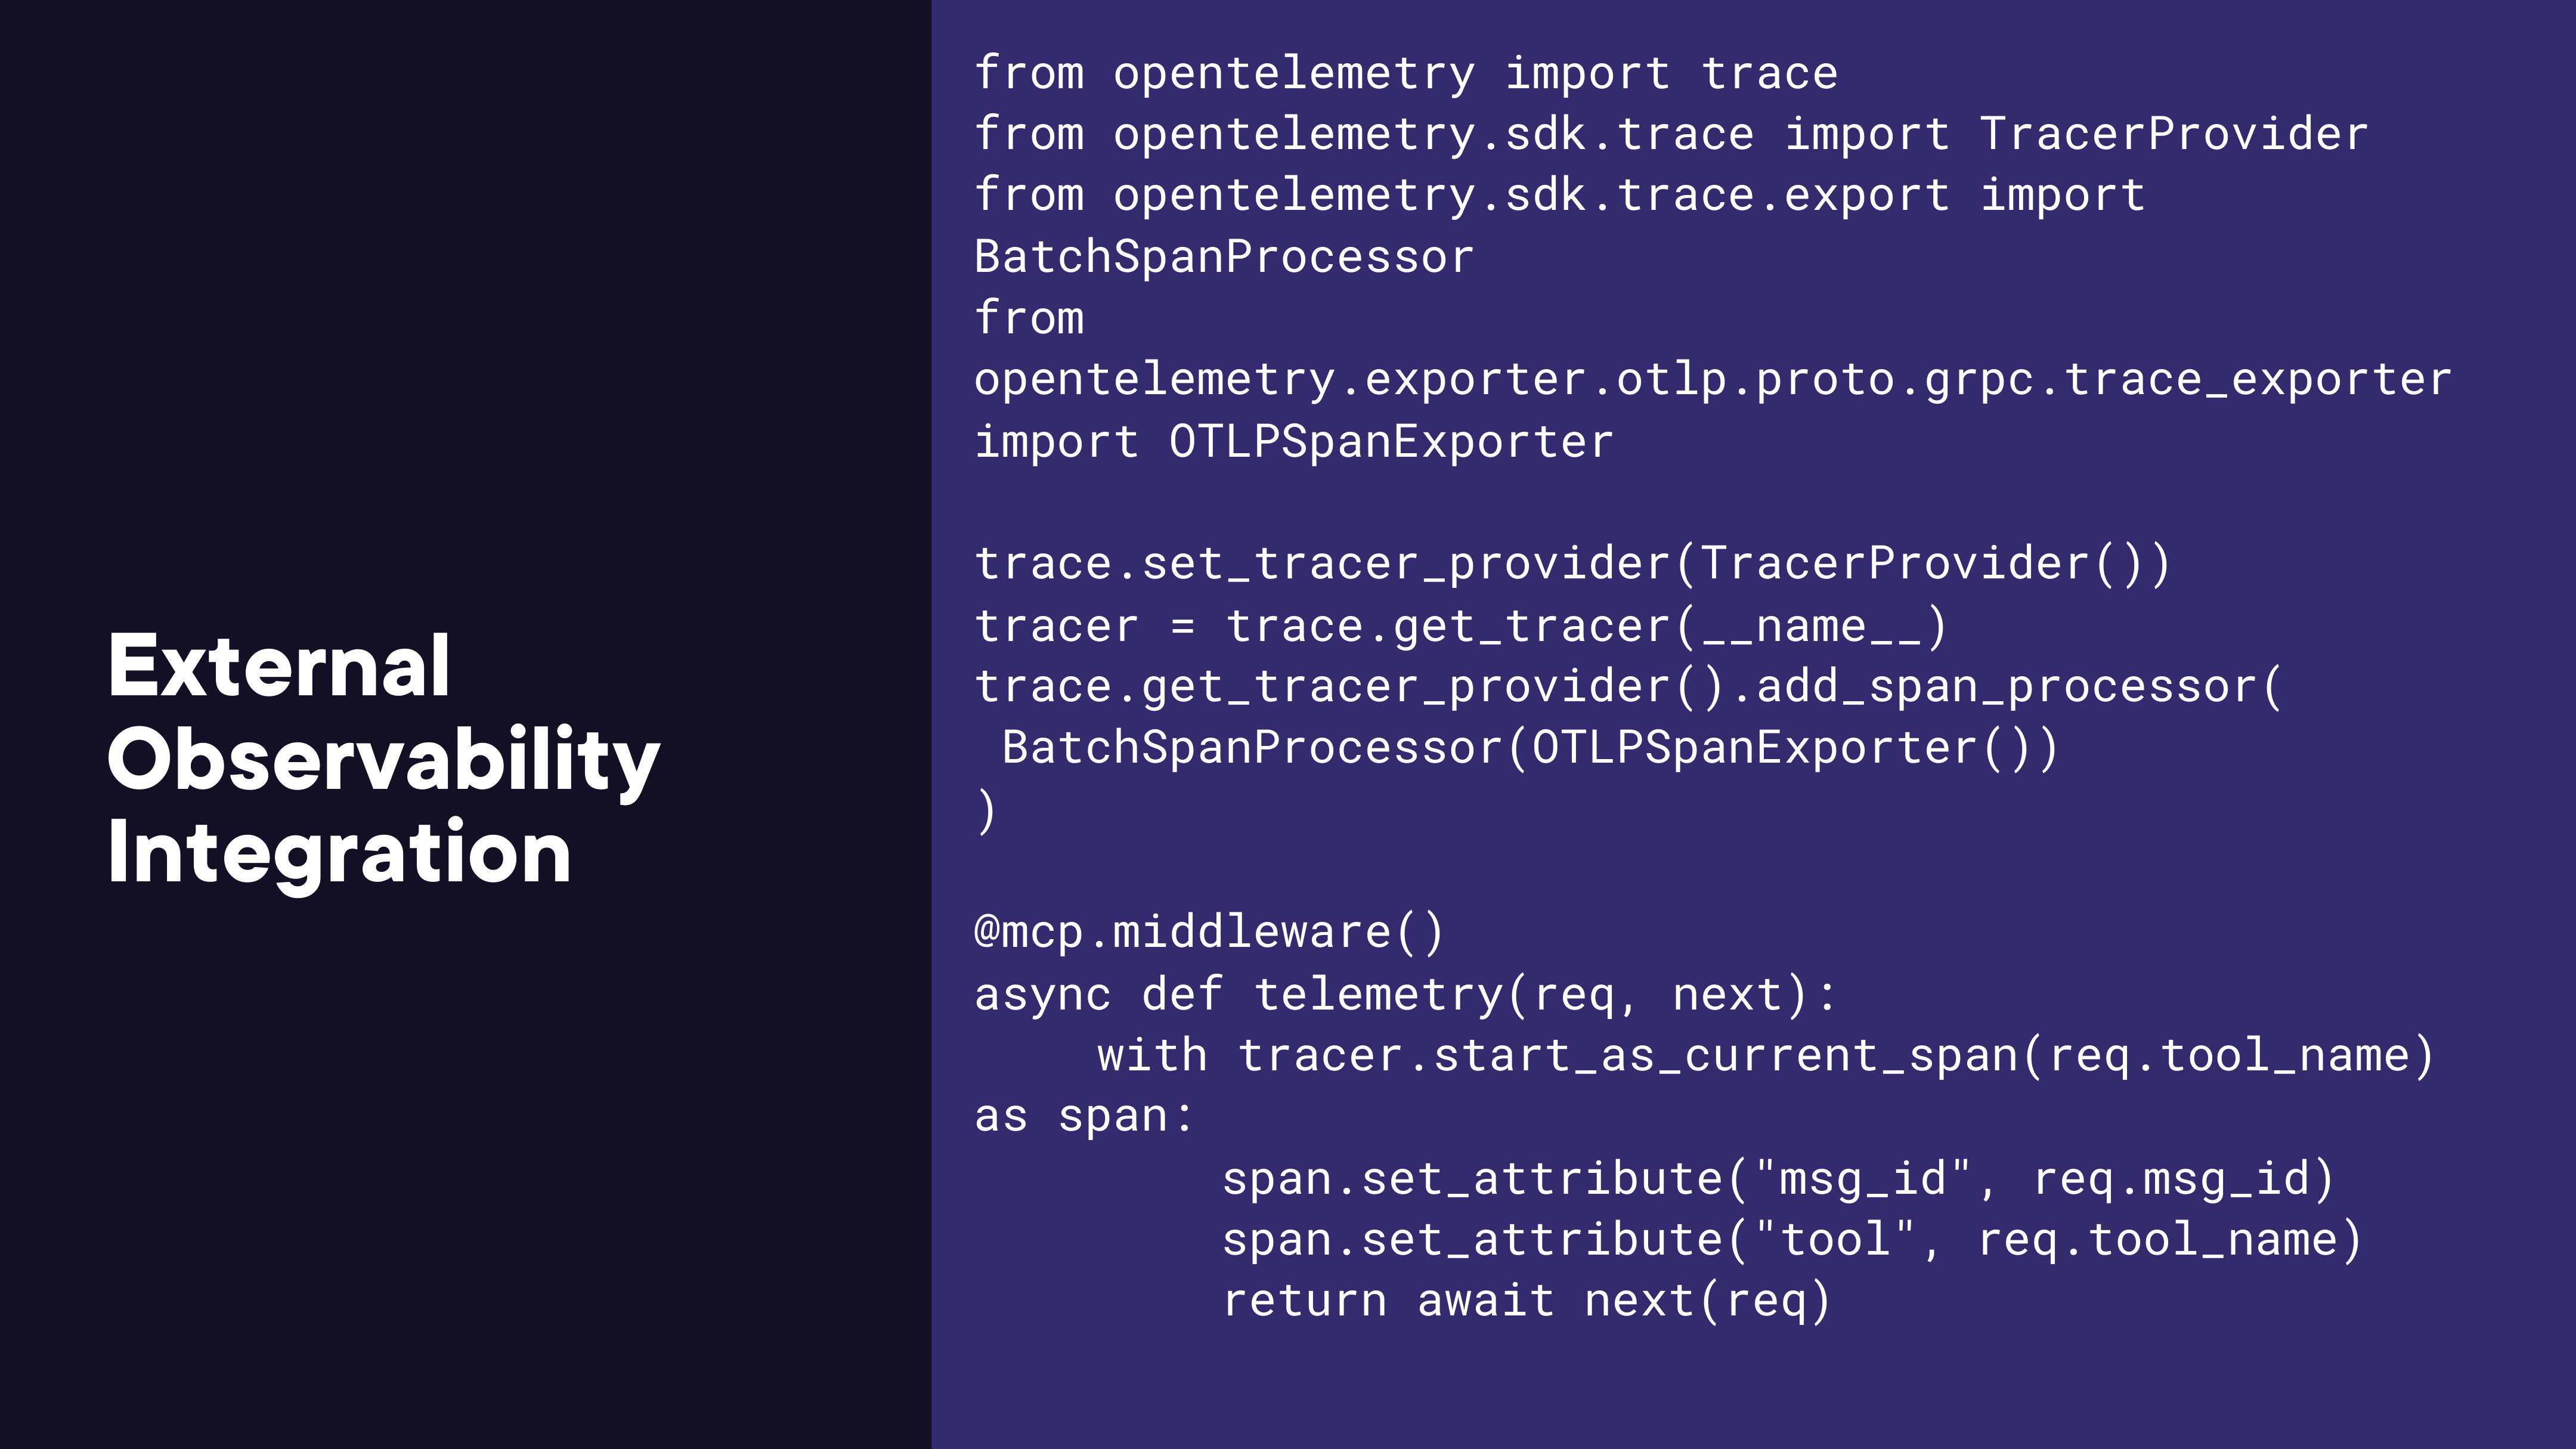 External
Observability
Integration
from opentelemetry import trace
from opentelemetry.sdk.trace import TracerProvider
from opentelemetry.sdk.trace.export import
BatchSpanProcessor
from
opentelemetry.exporter.otlp.proto.grpc.trace_exporter
import OTLPSpanExporter

trace.set_tracer_provider(TracerProvider())
tracer = trace.get_tracer(__name__)
trace.get_tracer_provider().add_span_processor(
 BatchSpanProcessor(OTLPSpanExporter())
)

@mcp.middleware()
async def telemetry(req, next):
    with tracer.start_as_current_span(req.tool_name)
as span:
        span.set_attribute("msg_id", req.msg_id)
        span.set_attribute("tool", req.tool_name)
        return await next(req)